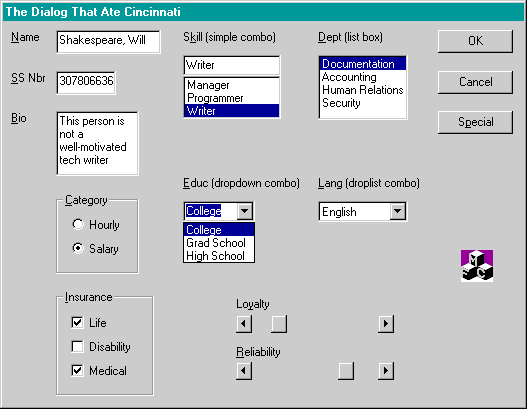 The Dialog That Ate Cincinnati
Name
Shakespeare, Will
SS Nbr
307806636
Bio
This person is
not a
well-motivated
tech writer
Skill (simple combo)
Writer
Manager
Programmer
Writer
Dept (list box)
Documentation
Accounting
Human Relations
Security
OK
Cancel
Special
Category
Hourly
Salary
Educ (dropdown combo)
College
College
Grad School
High School
Lang (droplist combo)
English
M
F C
Insurance
Life
Disability
Medical
Loyalty
Reliability